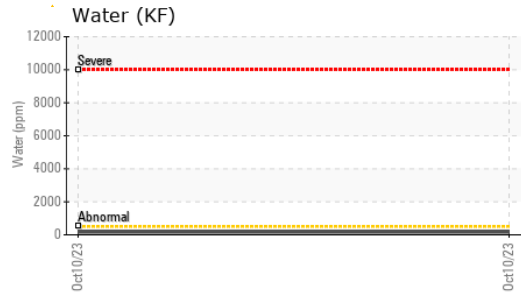 Water (KF)
12000
10000
8000
6000
4000
2000
0
Water (ppm)
Severe
Abnormal
Oct10/23
Oct10/23